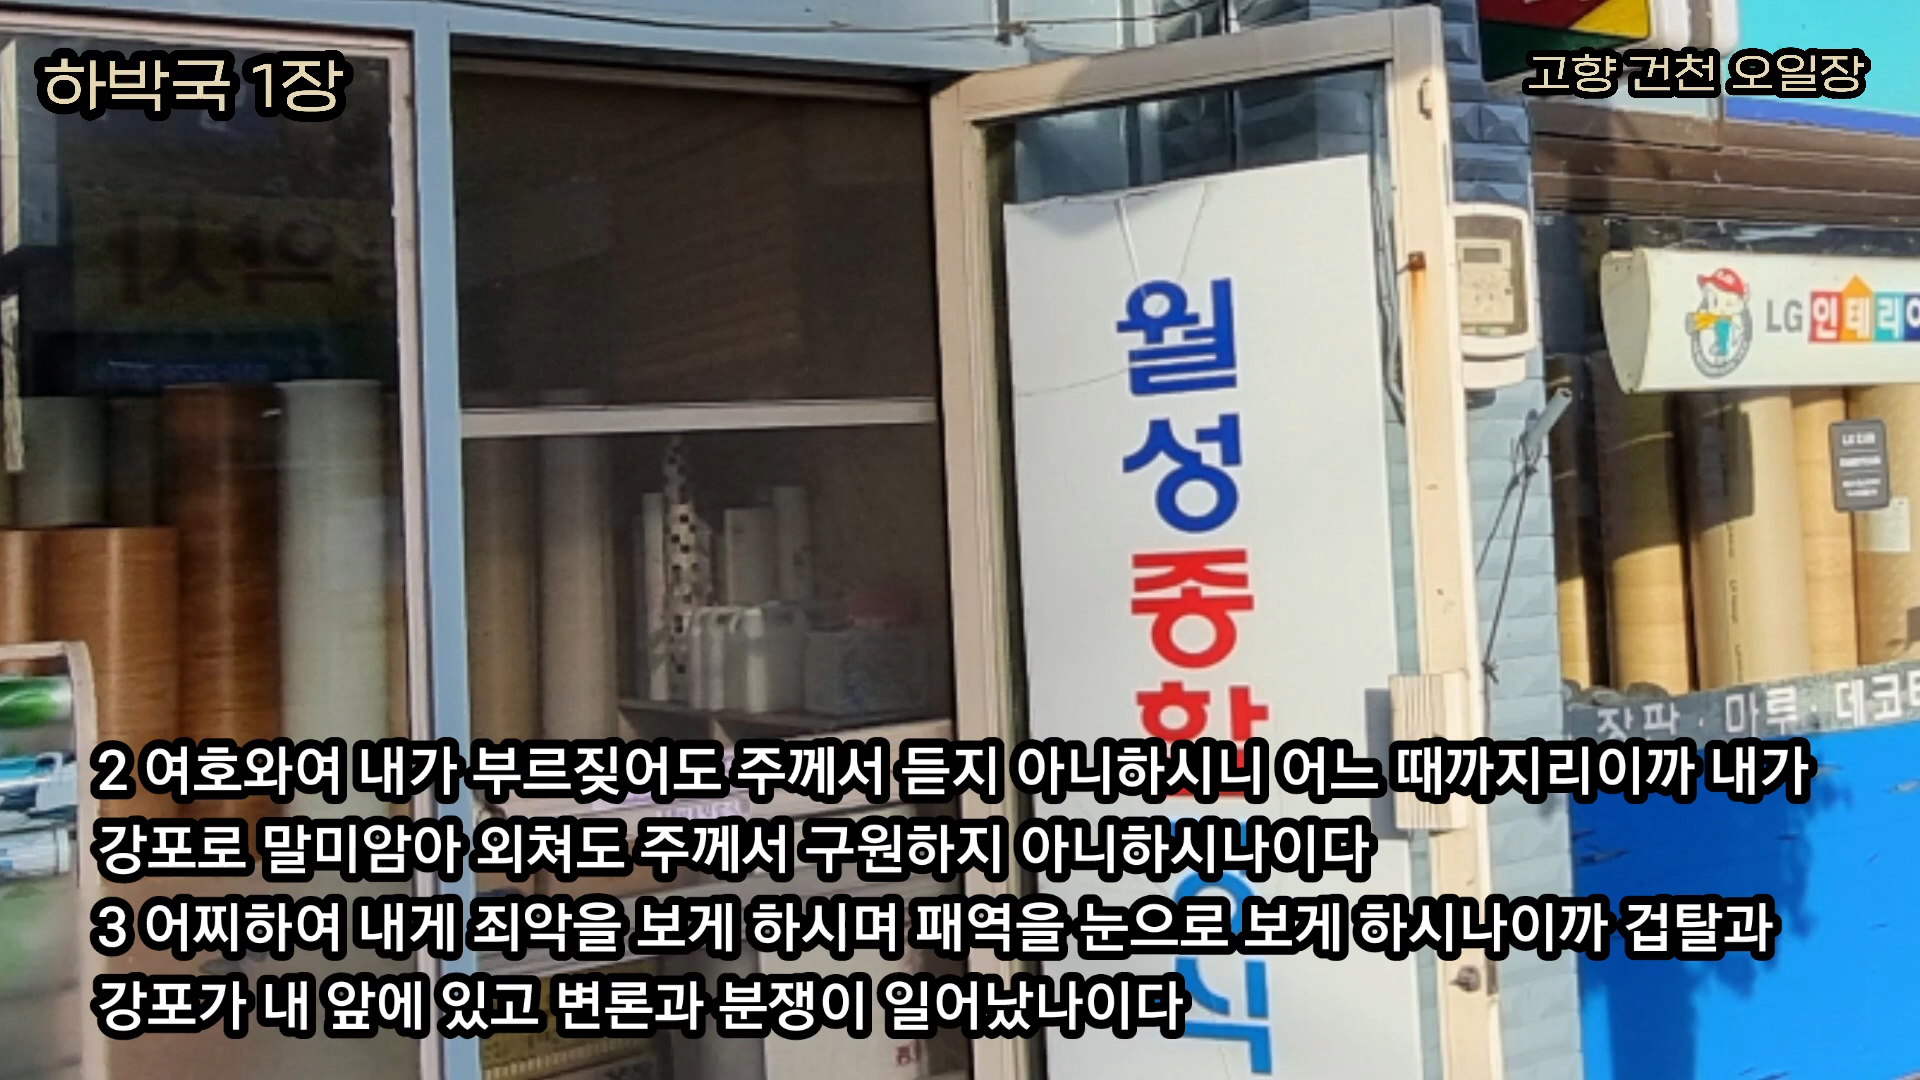 하박국 1장
고향 건천 오일장
LG 인테리어
월성종합
장판 · 마루 · 데코타
2 여호와여 내가 부르짖어도 주께서 듣지 아니하시니 어느 때까지리이까 내가
강포로 말미암아 외쳐도 주께서 구원하지 아니하시나이다
3 어찌하여 내게 죄악을 보게 하시며 패역을 눈으로 보게 하시나이까 겁탈과
강포가 내 앞에 있고 변론과 분쟁이 일어났나이다